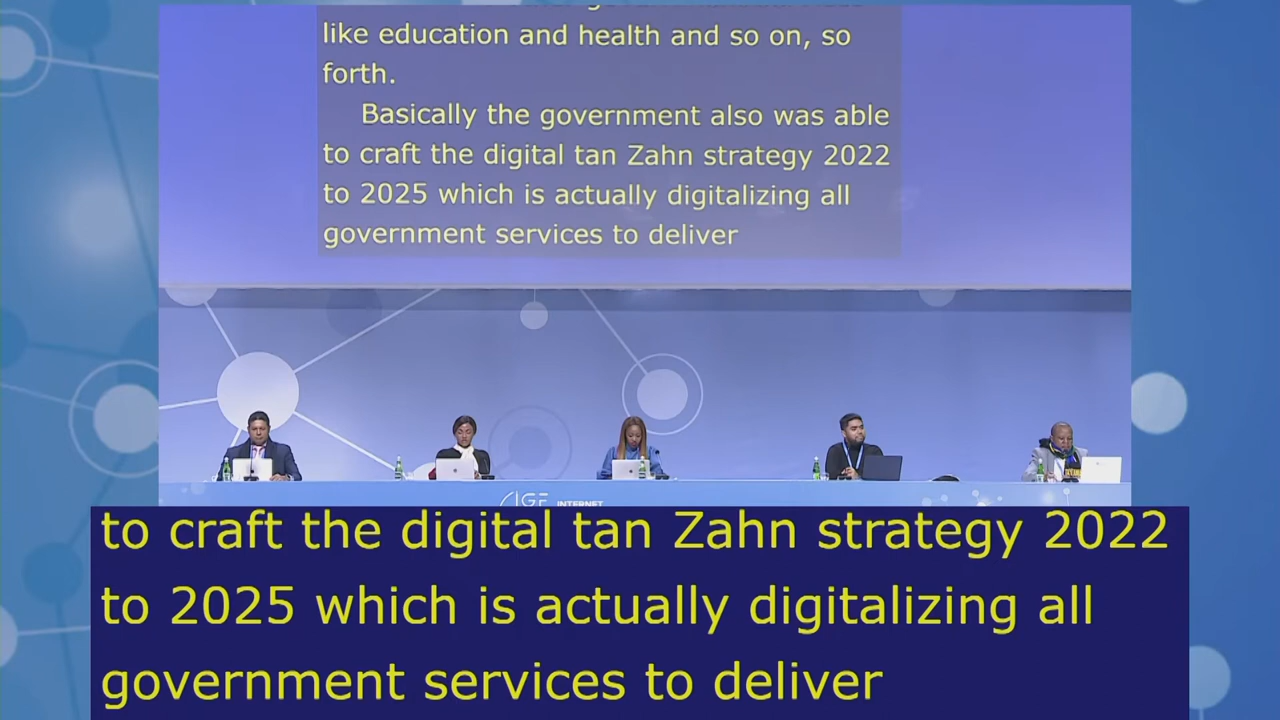 like education and health and so on, so
forth.
Basically the government also was able
to craft the digital tan Zahn strategy 2022
to 2025 which is actually digitalizing all
government services to deliver
IGF INTERNET
to craft the digital tan Zahn strategy 2022
to 2025 which is actually digitalizing all
government services to deliver